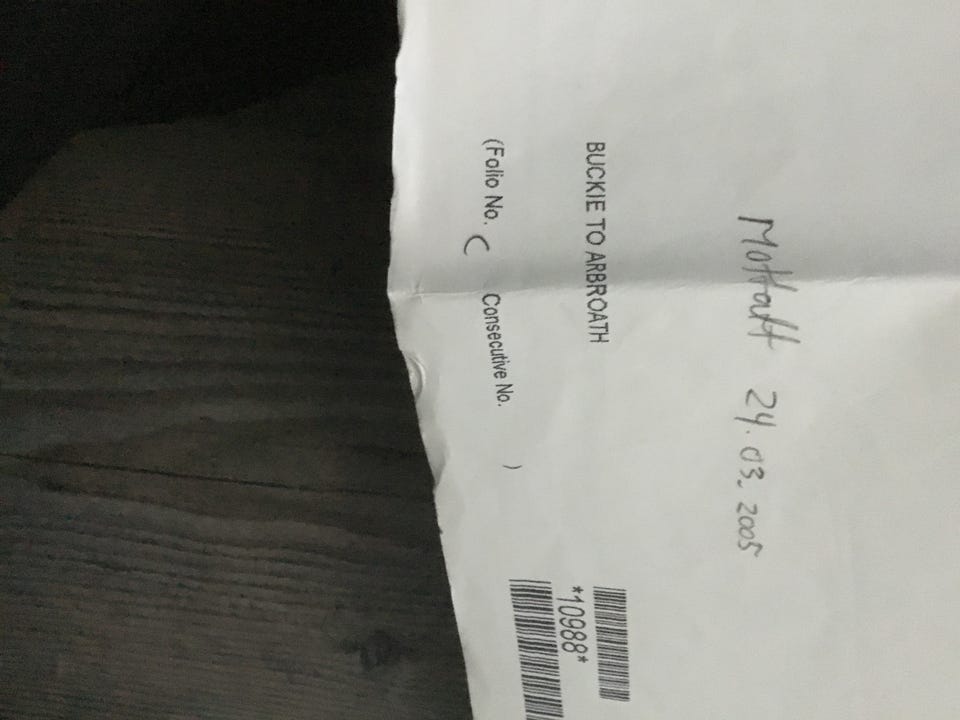 Moffatt 24.03.2005
BUCKIE TO ARBROATH
*10988*
(Folio No. C Consecutive No. )